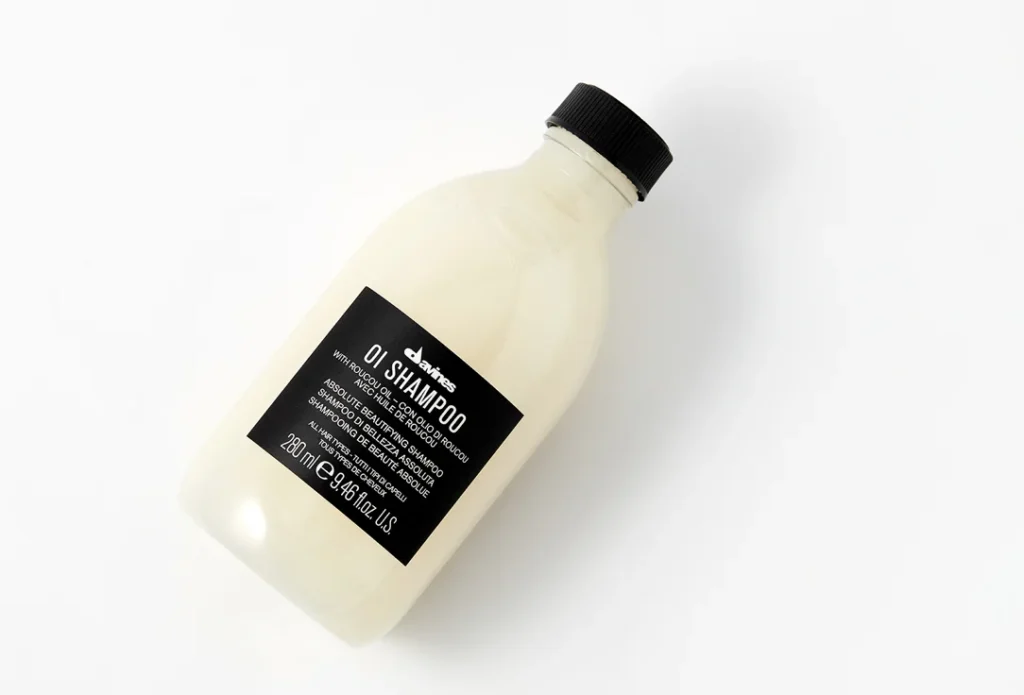 davines
OI SHAMPOO
WITH ROUCOU OIL – CON OLIO DI ROUCOU
AVEC HUILE DE ROUCOU
ABSOLUTE BEAUTIFYING SHAMPOO
SHAMPOO DI BELLEZZA ASSOLUTA
SHAMPOOING DE BEAUTÉ ABSOLUE
ALL HAIR TYPES - TUTTI I TIPI DI CAPELLI
TOUS TYPES DE CHEVEUX
280 ml ℮ 9.46 fl.oz. U.S.